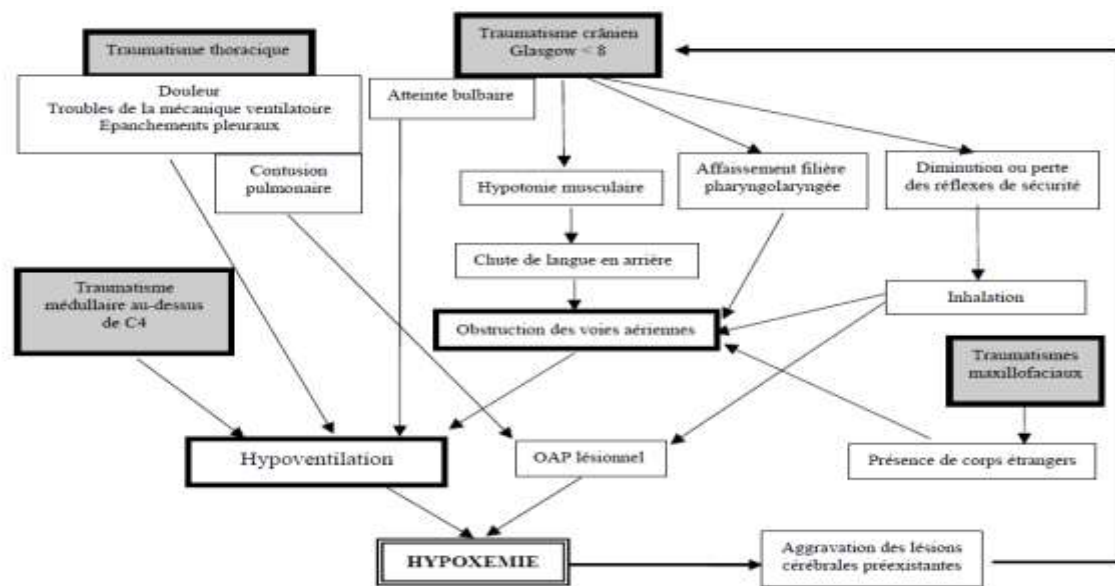 Traumatisme thoracique
Traumatisme crânien
Glasgow < 8
Douleur
Troubles de la mécanique ventilatoire
Epanchements pleuraux
Atteinte bulbaire
Contusion
pulmonaire
Hypotonie musculaire
Affaissement filière
pharyngolaryngée
Diminution ou perte
des réflexes de sécurité
Chute de langue en arrière
Traumatisme
médullaire au-dessus
de C4
Inhalation
Obstruction des voies aériennes
Traumatismes
maxillofaciaux
Hypoventilation
OAP lésionnel
Présence de corps étrangers
HYPOXEMIE
Aggravation des lésions
cérébrales préexistantes